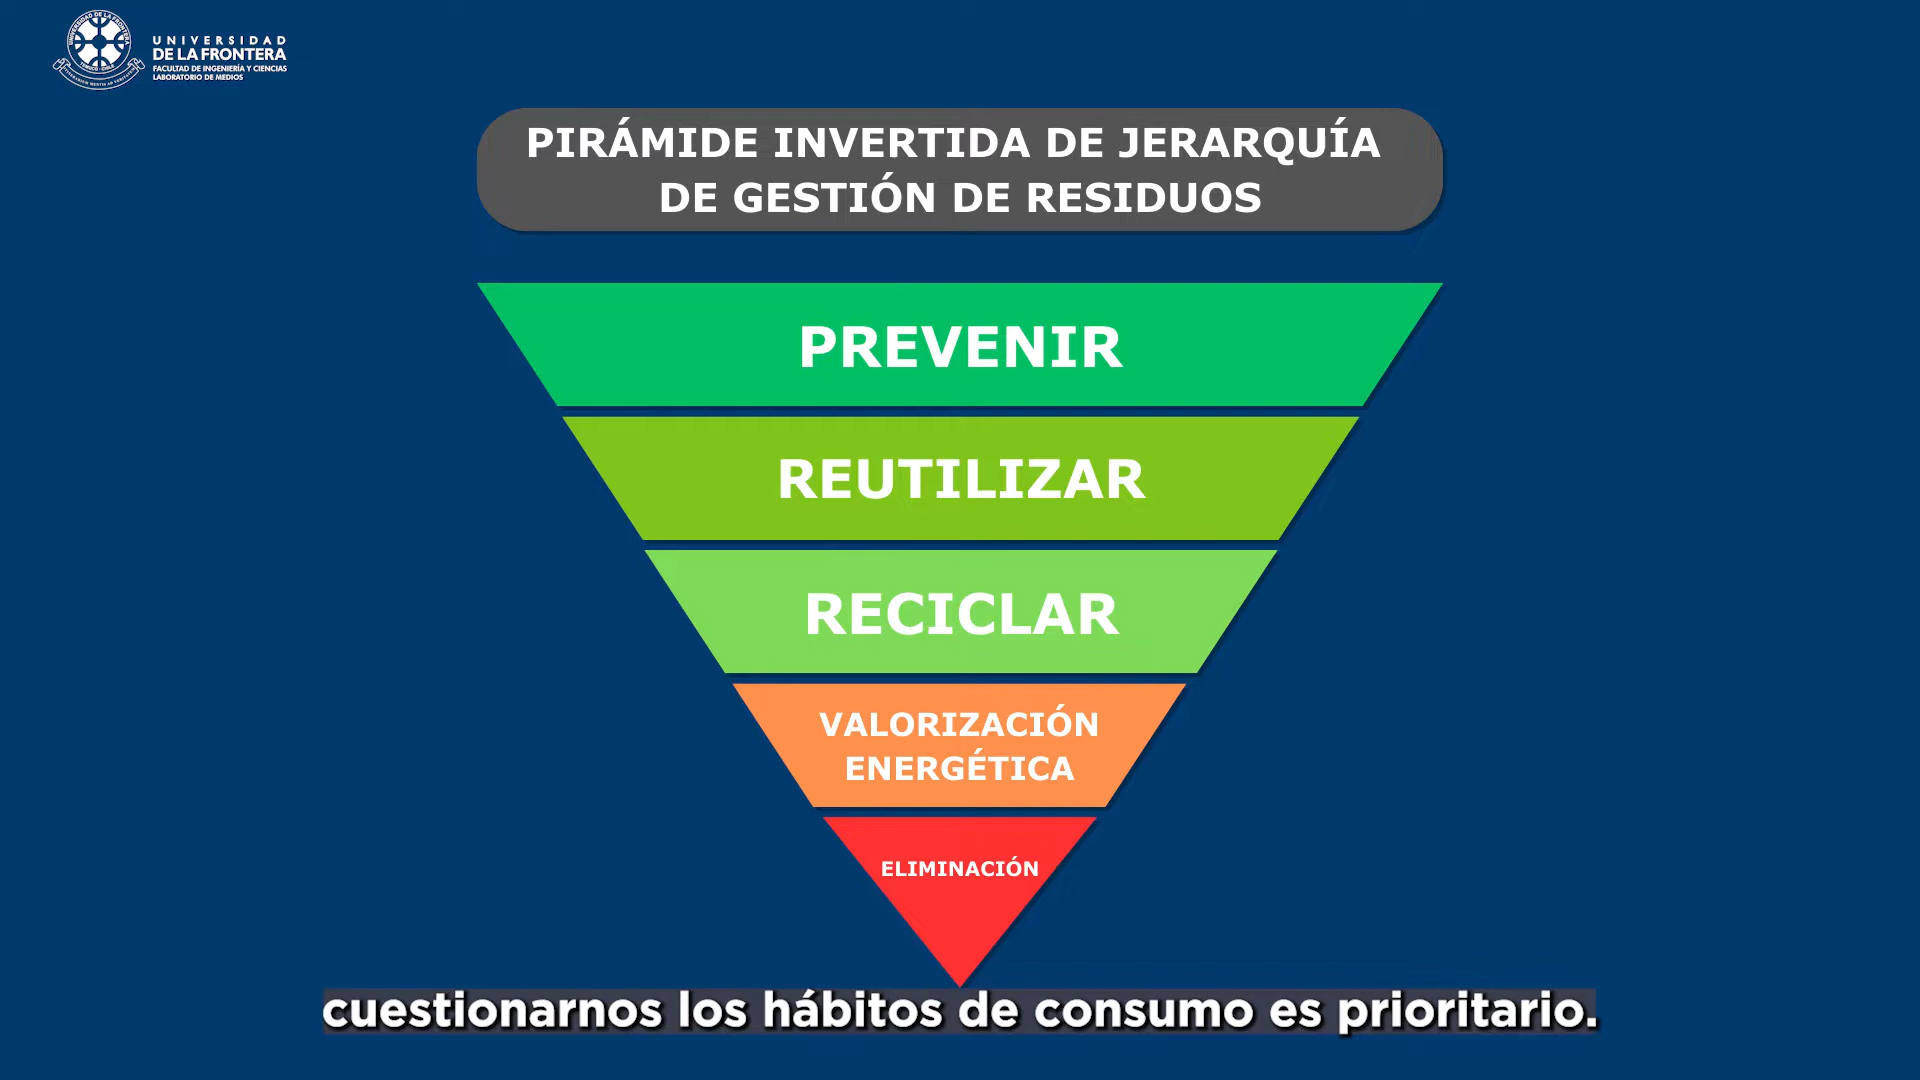 UNIVERSIDAD
DE LA FRONTERA
FACULTAD DE INGENIERÍA Y CIENCIAS
LABORATORIO DE MEDIOS
PIRÁMIDE INVERTIDA DE JERARQUÍA
DE GESTIÓN DE RESIDUOS
PREVENIR
REUTILIZAR
RECICLAR
VALORIZACIÓN
ENERGÉTICA
ELIMINACIÓN
cuestionarnos los hábitos de consumo es prioritario.